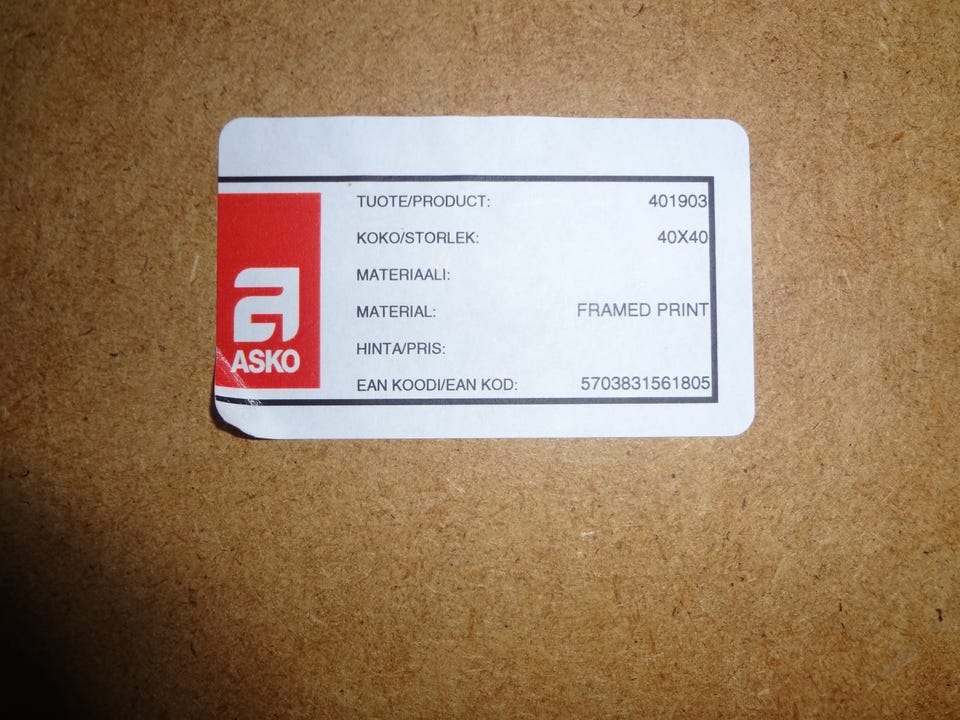 TUOTE/PRODUCT: 401903
KOKO/STORLEK: 40X40
MATERIAALI:
MATERIAL: FRAMED PRINT
HINTA/PRIS:
EAN KOODI/EAN KOD: 5703831561805
a
ASKO